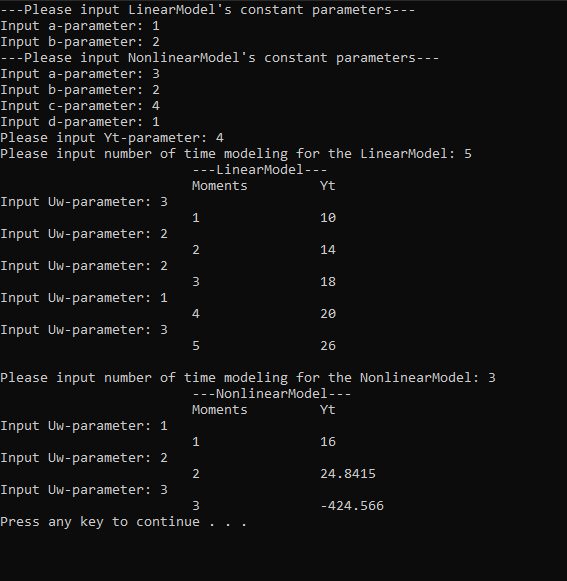 ---Please input LinearModel's constant parameters---
Input a-parameter: 1
Input b-parameter: 2
---Please input NonlinearModel's constant parameters---
Input a-parameter: 3
Input b-parameter: 2
Input c-parameter: 4
Input d-parameter: 1
Please input Yt-parameter: 4
Please input number of time modeling for the LinearModel: 5
---LinearModel---
Moments Yt
Input Uw-parameter: 3
1 10
Input Uw-parameter: 2
2 14
Input Uw-parameter: 2
3 18
Input Uw-parameter: 1
4 20
Input Uw-parameter: 3
5 26
Please input number of time modeling for the NonlinearModel: 3
---NonlinearModel---
Moments Yt
Input Uw-parameter: 1
1 16
Input Uw-parameter: 2
2 24.8415
Input Uw-parameter: 3
3 -424.566
Press any key to continue . . .